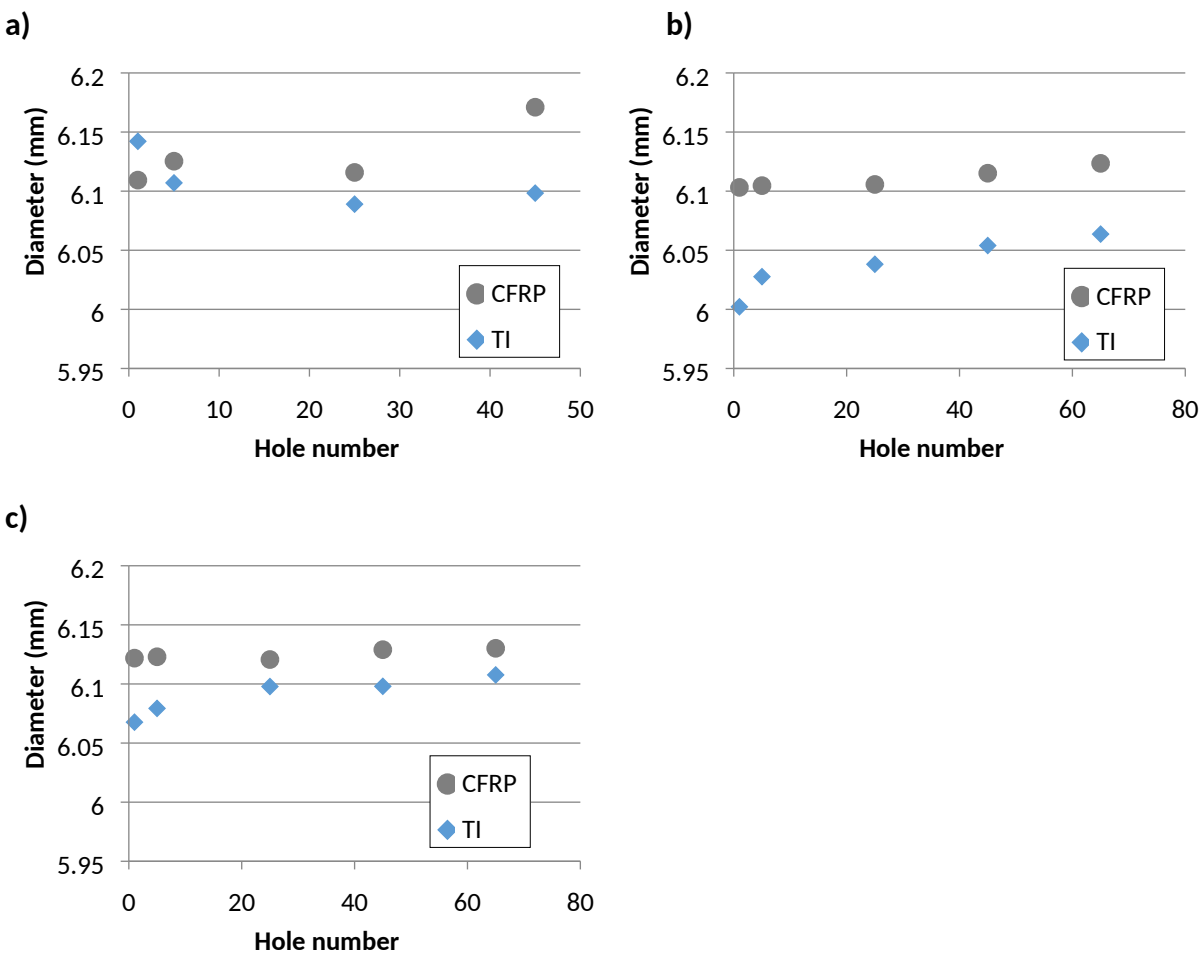 a)
6.2
6.15
6.1
6.05
6
5.95
Diameter (mm)
CFRP
TI
0 10 20 30 40 50
Hole number
b)
6.2
6.15
6.1
6.05
6
5.95
Diameter (mm)
CFRP
TI
0 20 40 60 80
Hole number
c)
6.2
6.15
6.1
6.05
6
5.95
Diameter (mm)
CFRP
TI
0 20 40 60 80
Hole number